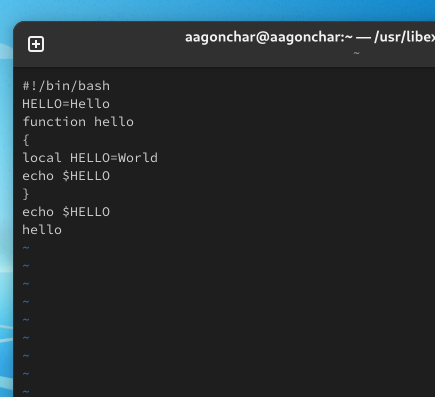 aagonchar@aagonchar:~ — /usr/libex
~
#!/bin/bash
HELLO=Hello
function hello
{
local HELLO=World
echo $HELLO
}
echo $HELLO
hello
~
~
~
~
~
~
~
~
~